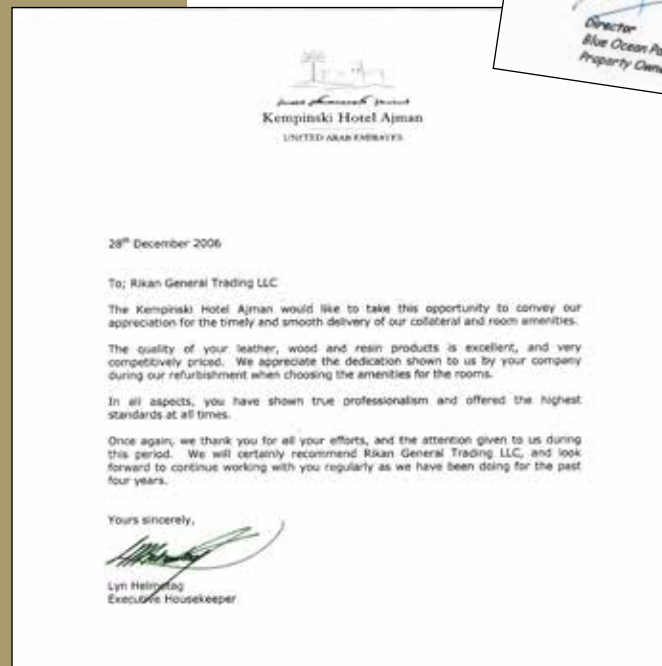 Director
Blue Ocean
Property
Kempinski Hotel Ajman
UNITED ARAB EMIRATES
28th December 2006
To; Rikan General Trading LLC
The Kempinski Hotel Ajman would like to take this opportunity to convey our
appreciation for the timely and smooth delivery of our collateral and room amenities.
The quality of your leather, wood and resin products is excellent, and very
competitively priced. We appreciate the dedication shown to us by your company
during our refurbishment when choosing the amenities for the rooms.
In all aspects, you have shown true professionalism and offered the highest
standards at all times.
Once again, we thank you for all your efforts, and the attention given to us during
this period. We will certainly recommend Rikan General Trading LLC, and look
forward to continue working with you regularly as we have been doing for the past
four years.
Yours sincerely,
Lyn
Executive Housekeeper